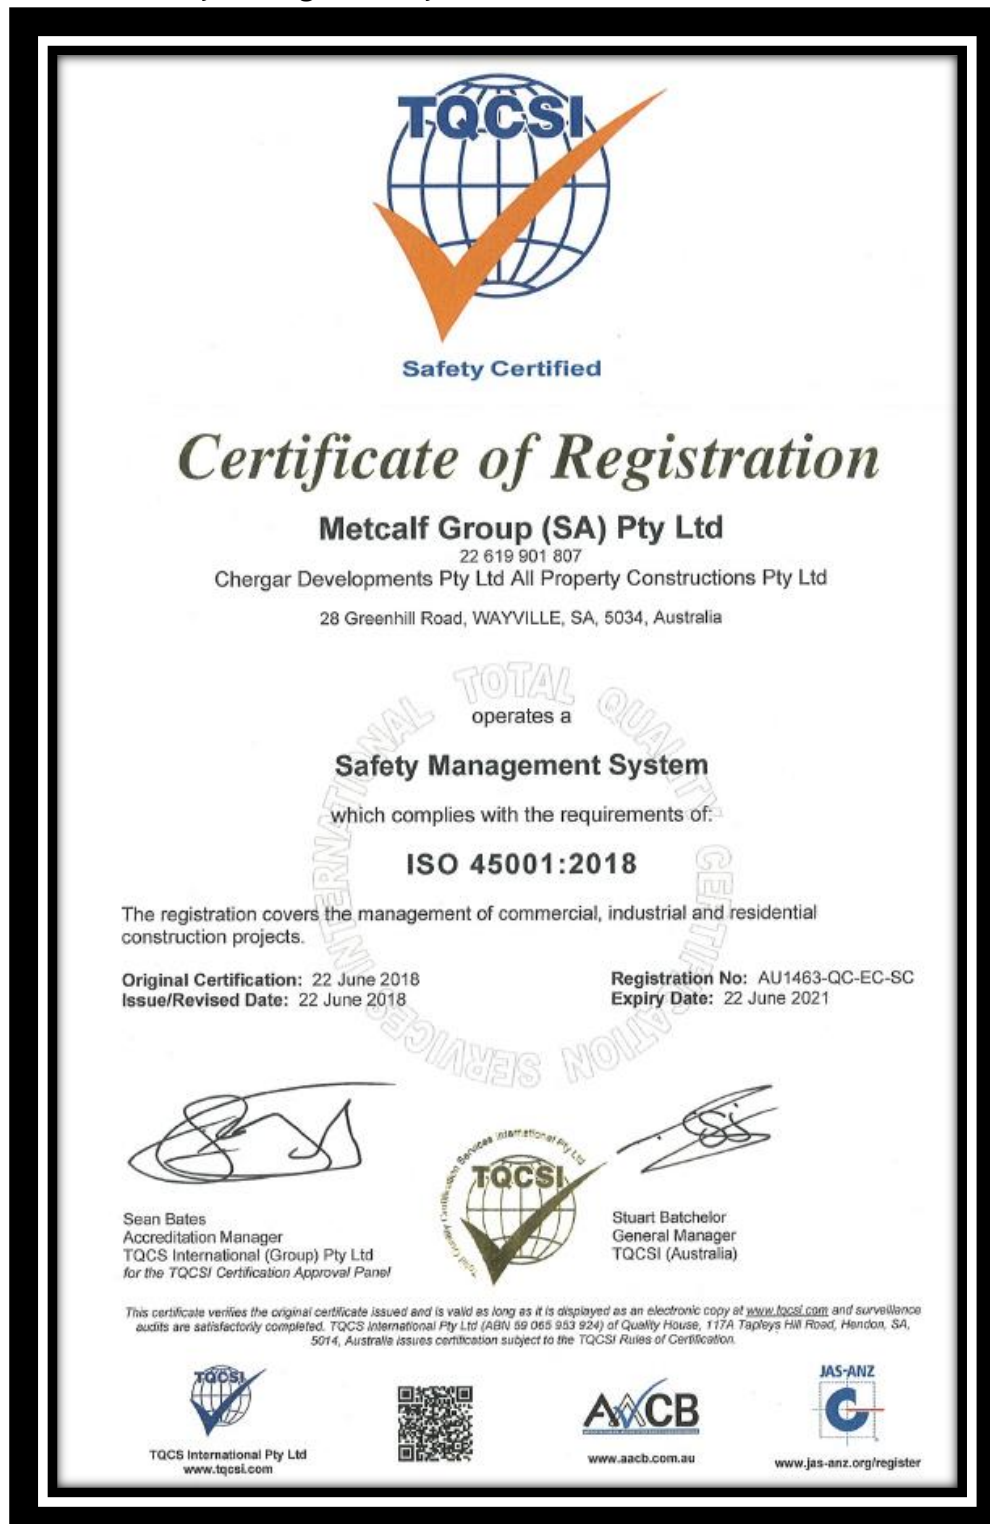 TQCSI
Safety Certified
Certificate of Registration
Metcalf Group (SA) Pty Ltd
22 619 901 807
Chergar Developments Pty Ltd All Property Constructions Pty Ltd
28 Greenhill Road, WAYVILLE, SA, 5034, Australia
TOTAL QUALITY CERTIFICATION SERVICES INTERNATIONAL
operates a
Safety Management System
which complies with the requirements of:
ISO 45001:2018
The registration covers the management of commercial, industrial and residential
construction projects.
Original Certification: 22 June 2018
Issue/Revised Date: 22 June 2018
Registration No: AU1463-QC-EC-SC
Expiry Date: 22 June 2021
Sean Bates
Accreditation Manager
TQCS International (Group) Pty Ltd
for the TQCSI Certification Approval Panel
Total Quality Certification Services International Pty Ltd
TQCSI
Stuart Batchelor
General Manager
TQCSI (Australia)
This certificate verifies the original certificate issued and is valid as long as it is displayed as an electronic copy at www.tqcsi.com and surveillance
audits are satisfactorily completed. TQCS International Pty Ltd (ABN 59 065 953 924) of Quality House, 117A Tapleys Hill Road, Hendon, SA,
5014, Australia issues certification subject to the TQCSI Rules of Certification.
TQCSI
TQCS International Pty Ltd
www.tqcsi.com
AACB
www.aacb.com.au
JAS-ANZ
www.jas-anz.org/register